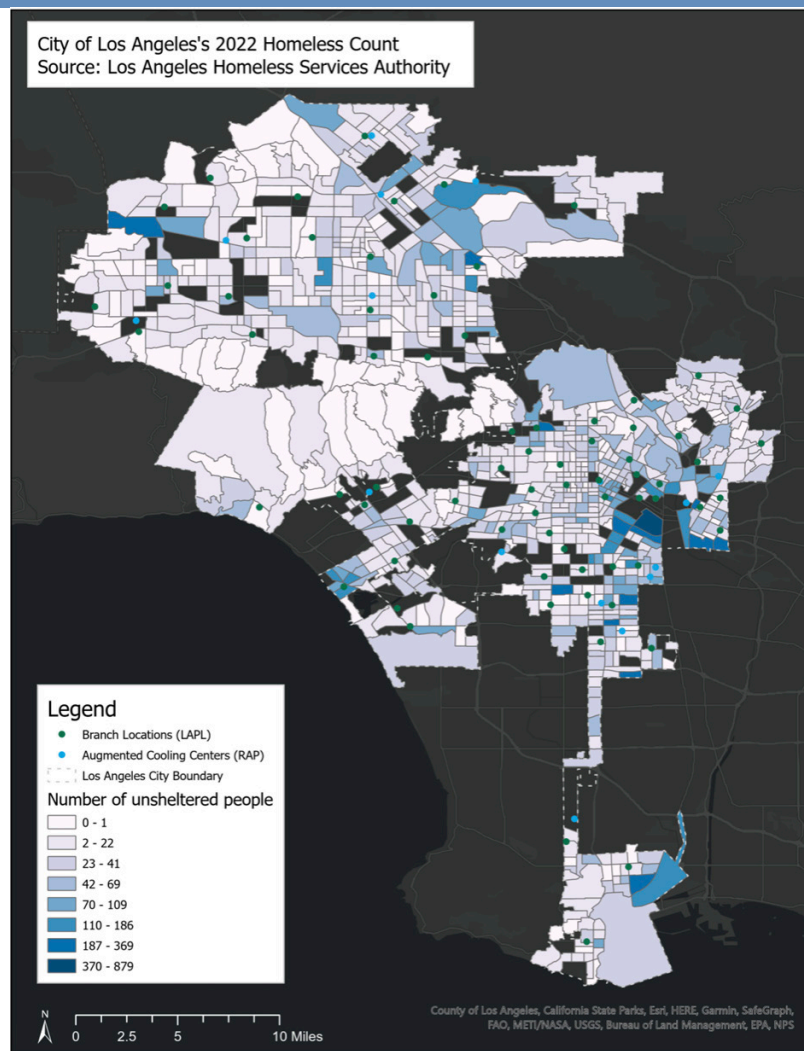 City of Los Angeles's 2022 Homeless Count
Source: Los Angeles Homeless Services Authority
Legend
Branch Locations (LAPL)
Augmented Cooling Centers (RAP)
Los Angeles City Boundary
Number of unsheltered people
0 - 1
2 - 22
23 - 41
42 - 69
70 - 109
110 - 186
187 - 369
370 - 879
N
0 2.5 5 10 Miles
County of Los Angeles, California State Parks, Esri, HERE, Garmin, SafeGraph,
FAO, METI/NASA, USGS, Bureau of Land Management, EPA, NPS